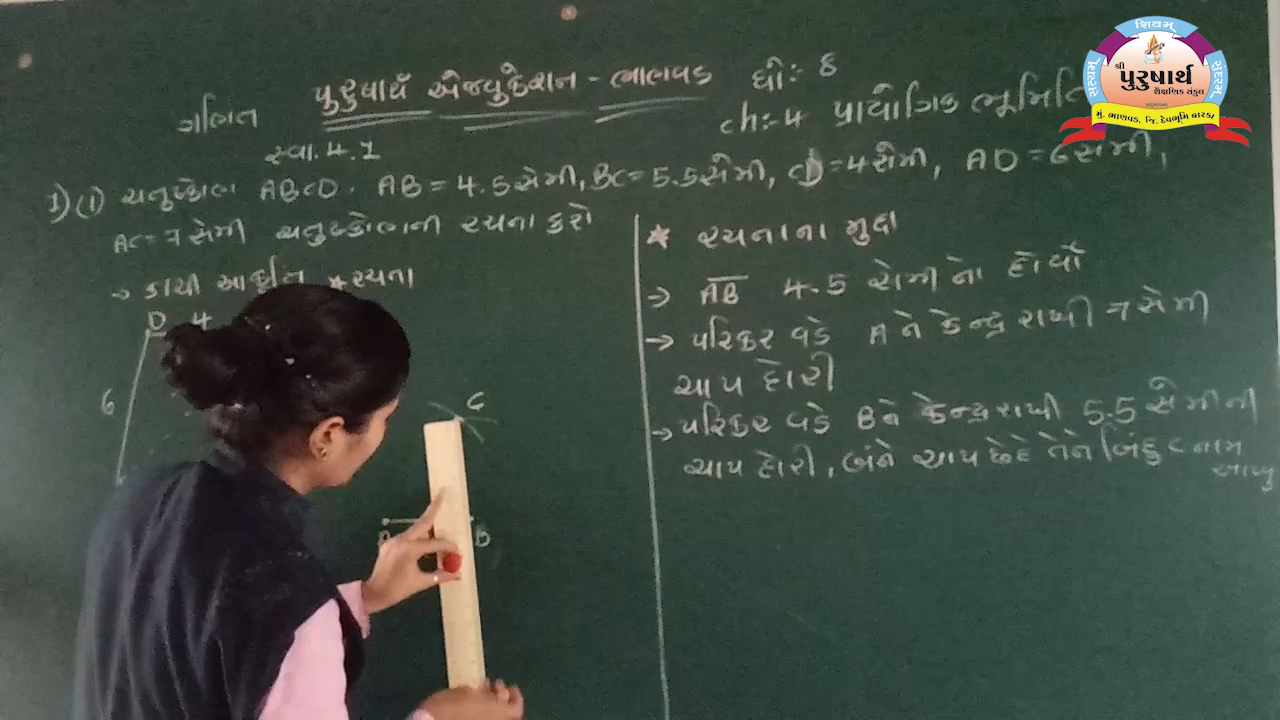 પુરુષાર્થ એજ્યુકેશન - ભાણવડ
ધો:- 8
ગણિત
ch:- 4 પ્રાયોગિક ભૂમિતિ
સ્વા. 4.1
1) (1) ચતુષ્કોણ ABCD. AB = 4.5 સેમી, BC = 5.5 સેમી, CD = 4 સેમી, AD = 6 સેમી,
AC = 7 સેમી ચતુષ્કોણની રચના કરો
→ કાચી આકૃતિ * રચના
D 4
6
C
A B
* રચનાના મુદ્દા
→ AB 4.5 સેમી નો દોર્યો
→ પરિકર વડે A ને કેન્દ્ર રાખી 7 સેમી
ચાપ દોરી
→ પરિકર વડે B ને કેન્દ્ર રાખી 5.5 સેમીની
ચાપ દોરી, બંને ચાપ છેદે તેને બિંદુ C નામ
આપ્યુ
શિવમ્
સત્યમ્
સુંદરમ્
શ્રી
પુરુષાર્થ
શૈક્ષણિક સંકુલ
મું. ભાણવડ, જિ. દેવભૂમિ દ્વારકા